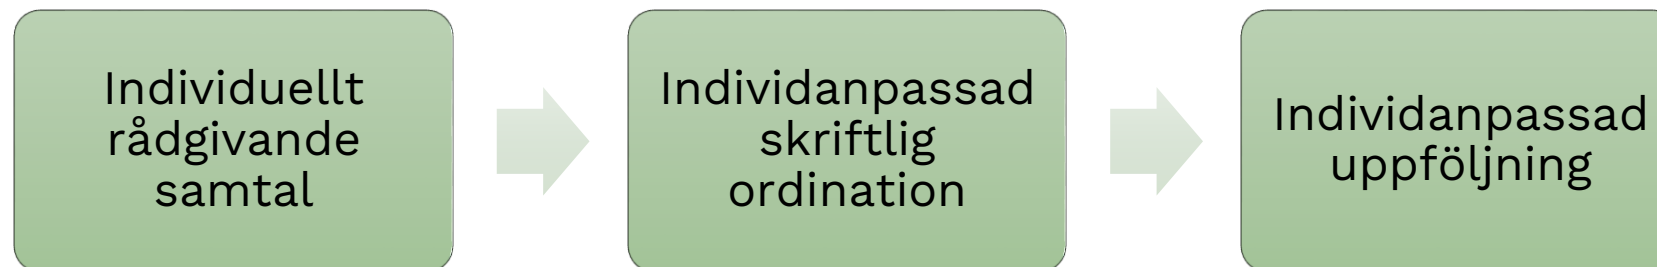 Individuellt
rådgivande
samtal
Individanpassad
skriftlig
ordination
Individanpassad
uppföljning